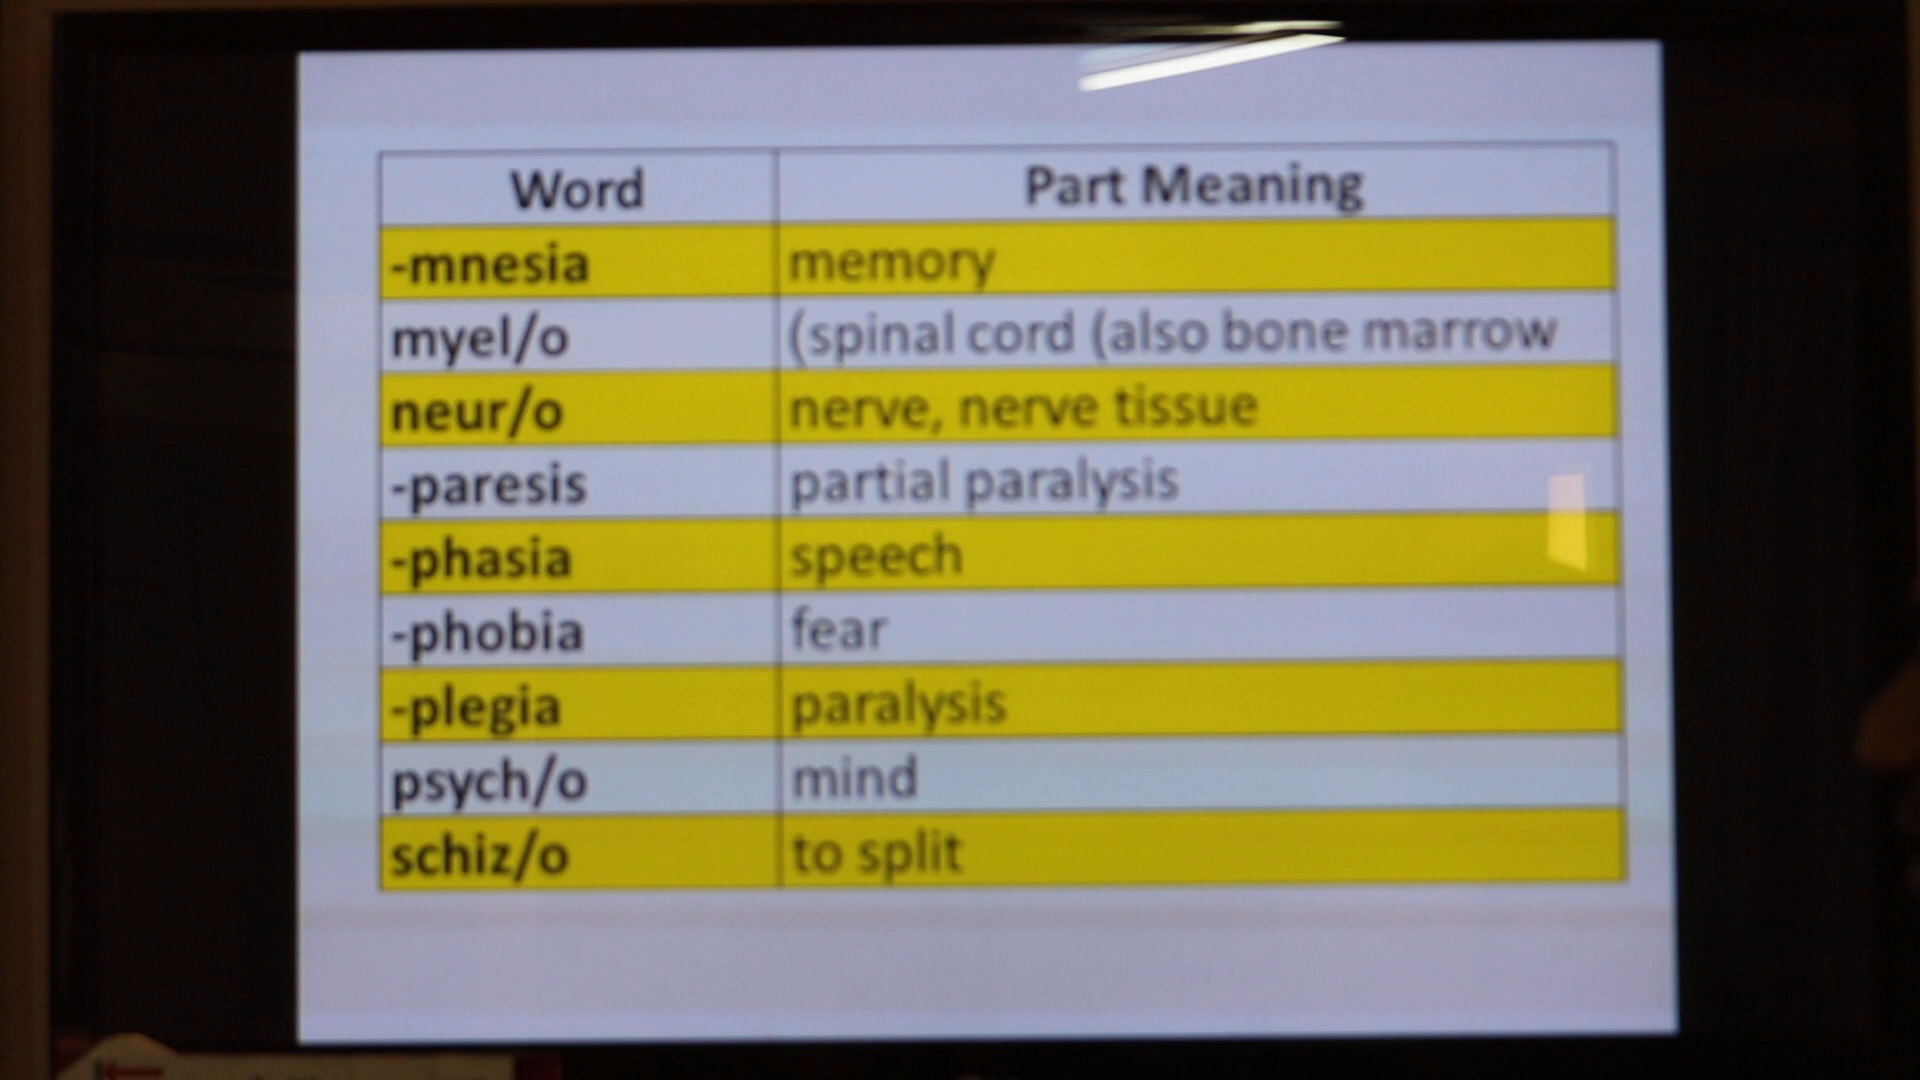 Word Part Meaning
-mnesia memory
myel/o (spinal cord (also bone marrow
neur/o nerve, nerve tissue
-paresis partial paralysis
-phasia speech
-phobia fear
-plegia paralysis
psych/o mind
schiz/o to split